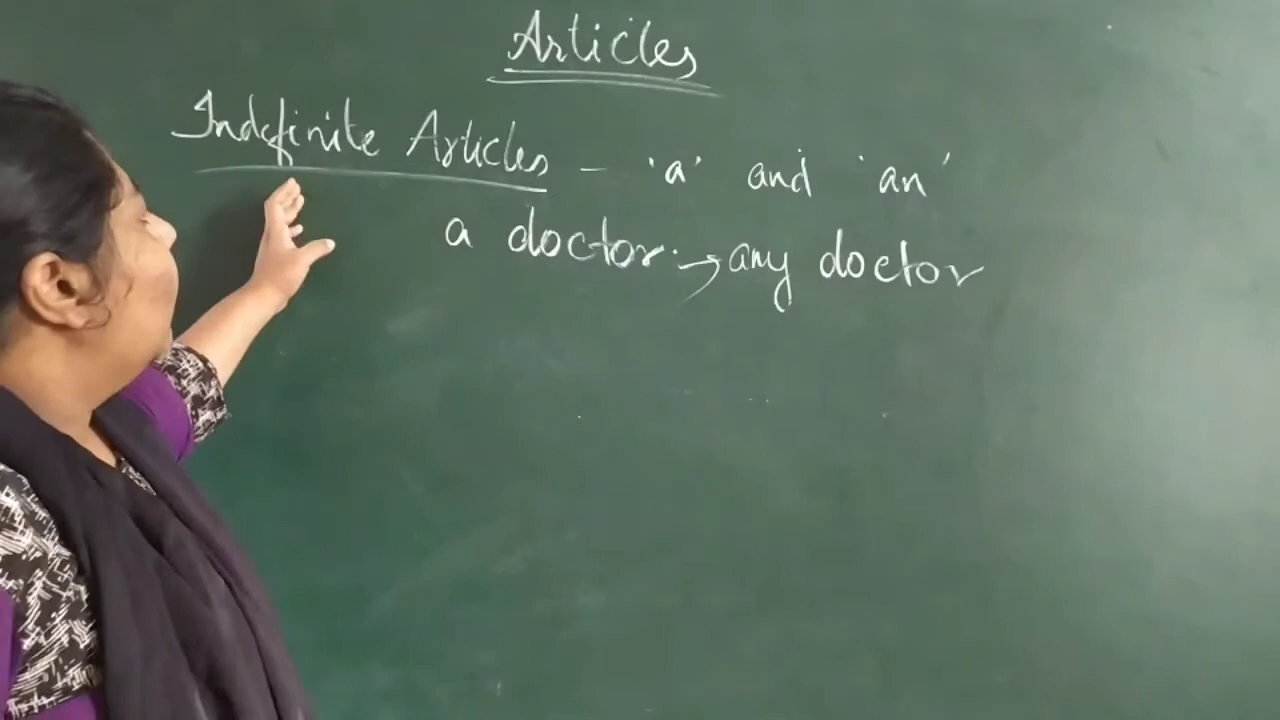 Articles
Indefinite Articles – 'a' and 'an'
a doctor. → any doctor